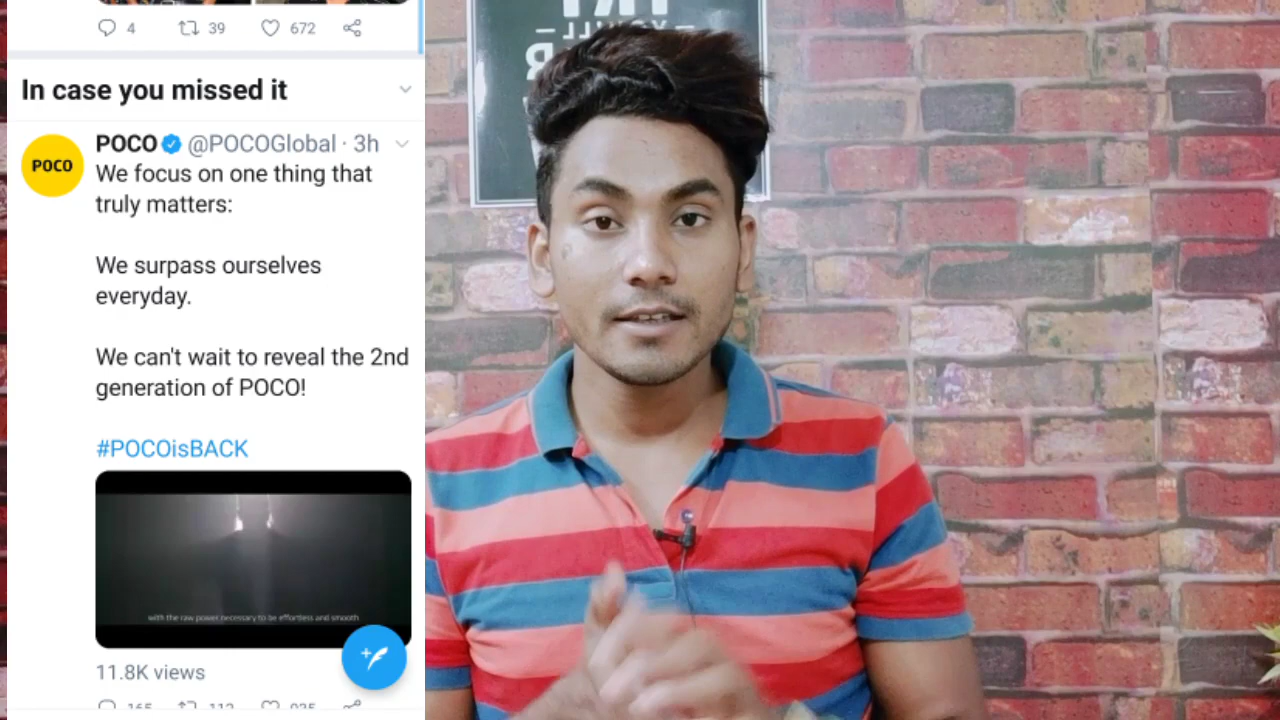 4 39 672
In case you missed it
POCO @POCOGlobal · 3h
POCO
We focus on one thing that
truly matters:
We surpass ourselves
everyday.
We can't wait to reveal the 2nd
generation of POCO!
#POCOisBACK
with the raw power necessary to be effortless and smooth
11.8K views